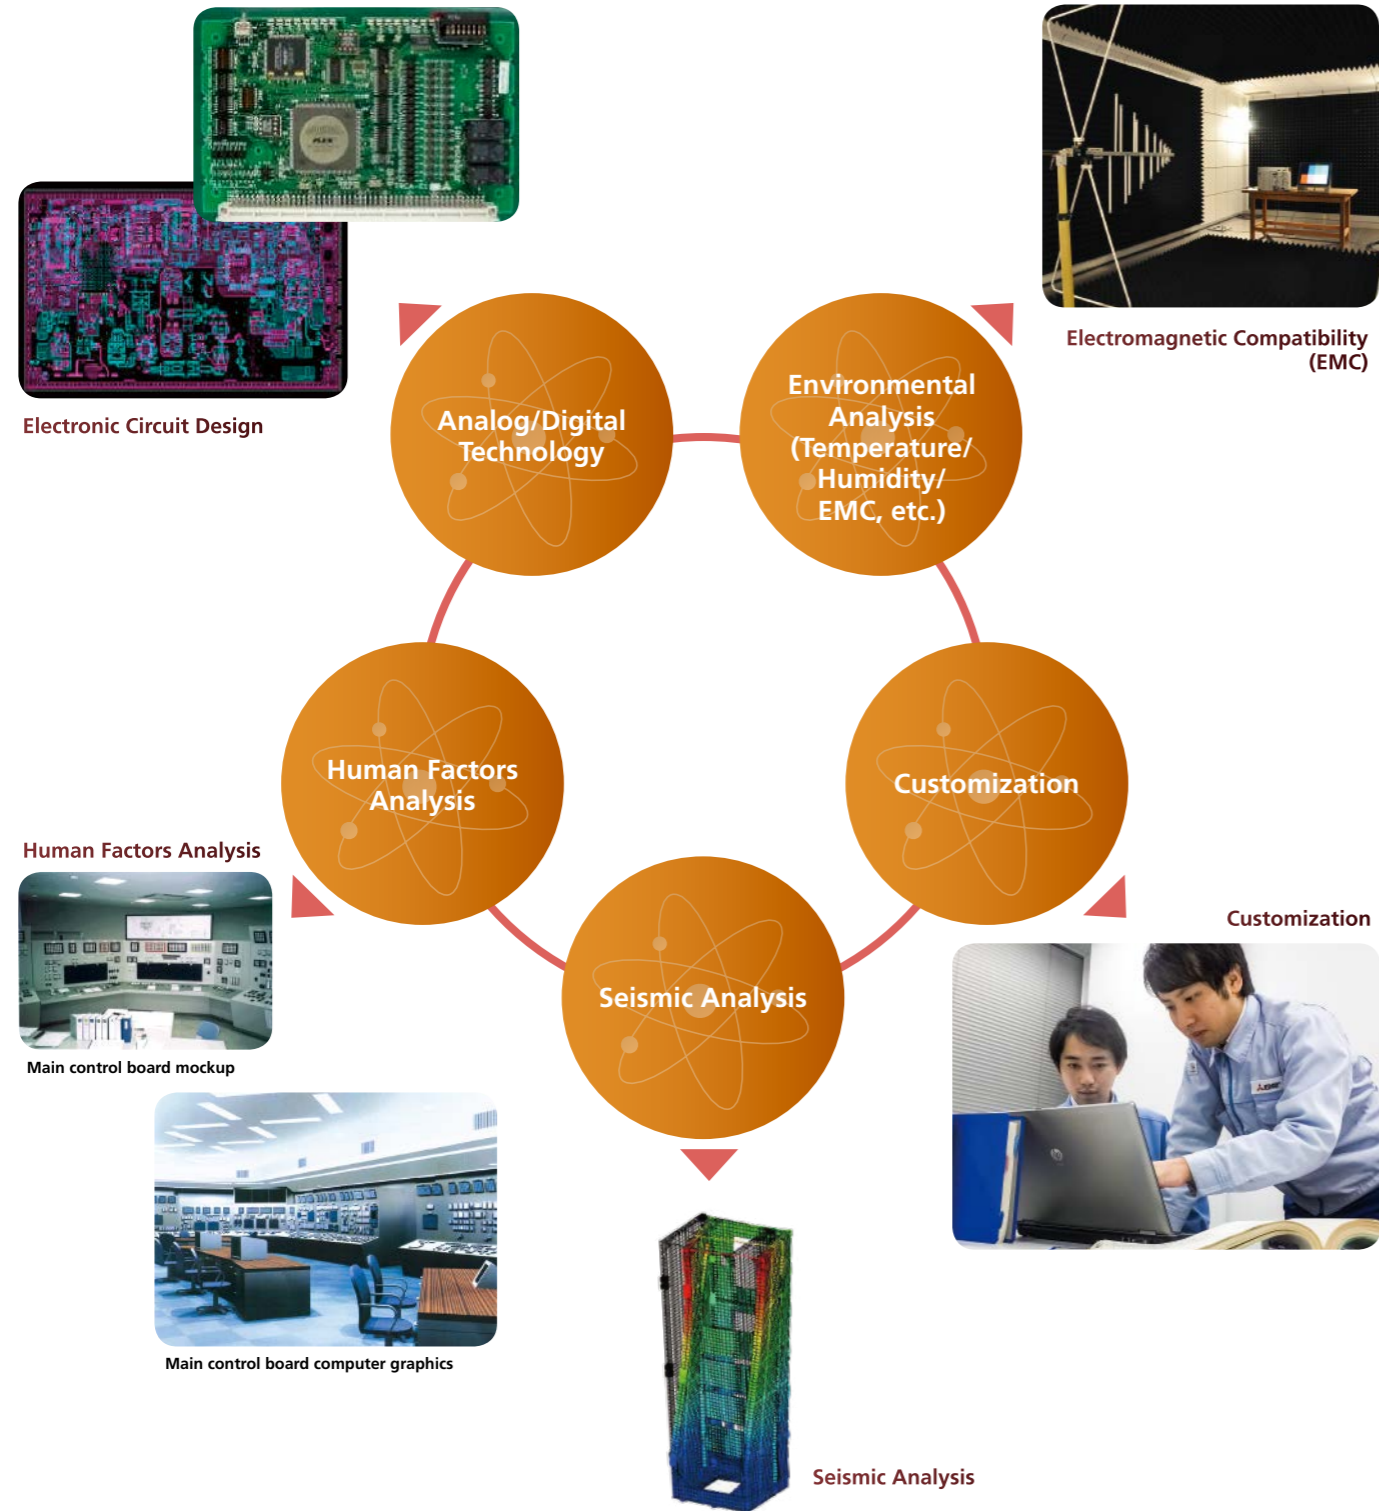 Electronic Circuit Design
Electromagnetic Compatibility
(EMC)
Analog/Digital
Technology
Environmental
Analysis
(Temperature/
Humidity/
EMC, etc.)
Human Factors
Analysis
Customization
Seismic Analysis
Human Factors Analysis
Main control board mockup
Main control board computer graphics
Customization
Seismic Analysis